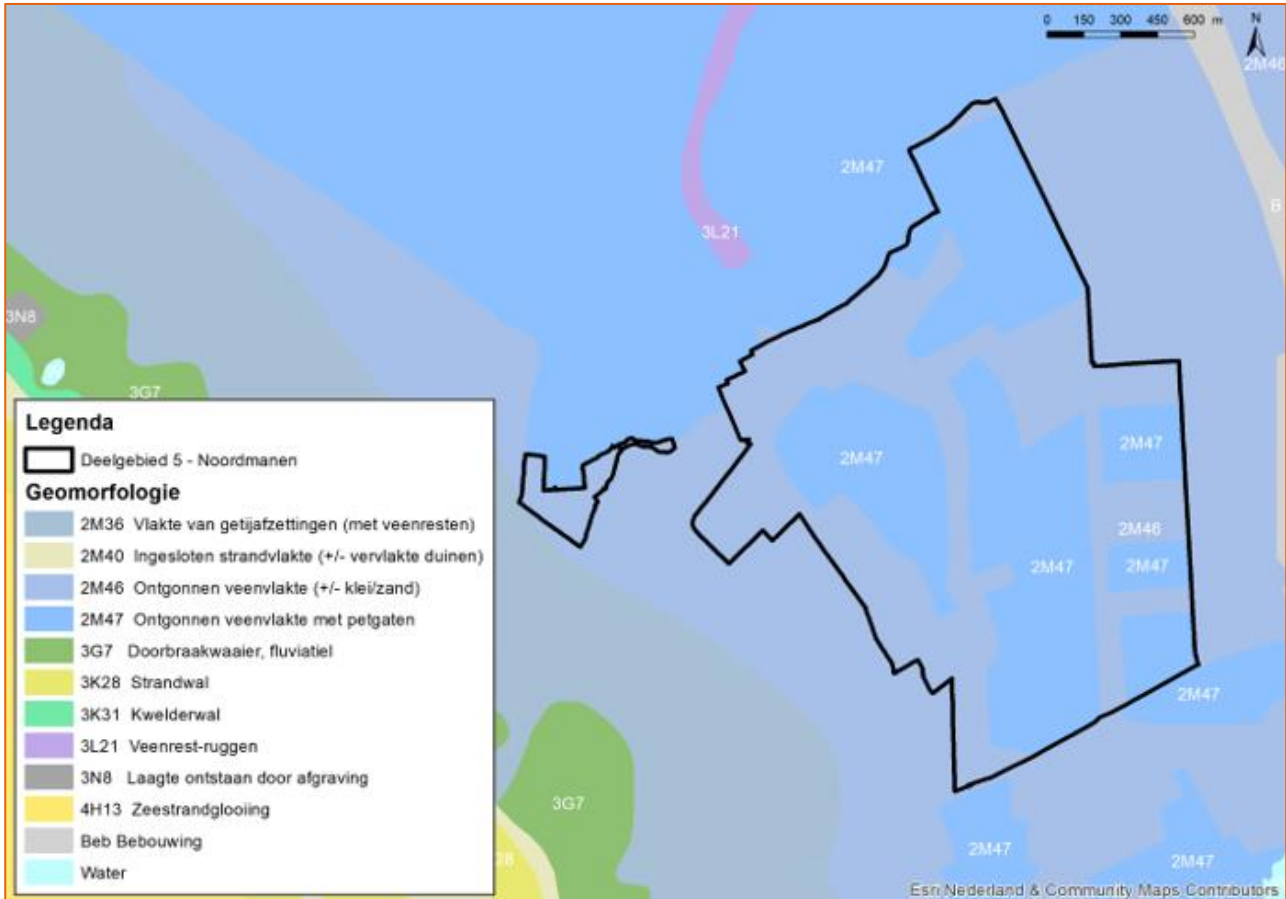 0 150 300 450 600 m N
2M46
2M47
B
3L21
3N8
3G7
2M47
2M47
2M46
2M47
2M47
2M47
3G7
2M47
2M47
Legenda
Deelgebied 5 - Noordmanen
Geomorfologie
2M36 Vlakte van getijafzettingen (met veenresten)
2M40 Ingesloten strandvlakte (+/- vervlakte duinen)
2M46 Ontgonnen veenvlakte (+/- klei/zand)
2M47 Ontgonnen veenvlakte met petgaten
3G7 Doorbraakwaaier, fluviatiel
3K28 Strandwal
3K31 Kwelderwal
3L21 Veenrest-ruggen
3N8 Laagte ontstaan door afgraving
4H13 Zeestrandglooiing
Beb Bebouwing
Water
Esri Nederland & Community Maps Contributors